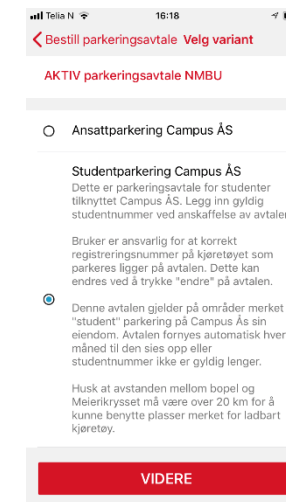 Telia N
16:18
Bestill parkeringsavtale Velg variant
AKTIV parkeringsavtale NMBU
Ansattparkering Campus ÅS
Studentparkering Campus ÅS
Dette er parkeringsavtale for studenter
tilknyttet Campus ÅS. Legg inn gyldig
studentnummer ved anskaffelse av avtalen
Bruker er ansvarlig for at korrekt
registreringsnummer på kjøretøyet som
parkeres ligger på avtalen. Dette kan
endres ved å trykke "endre" på avtalen.
Denne avtalen gjelder på områder merket
"student" parkering på Campus Ås sin
eiendom. Avtalen fornyes automatisk hver
måned til den sies opp eller
studentnummer ikke er gyldig lenger.
Husk at avstanden mellom bopel og
Meierikrysset må være over 20 km for å
kunne benytte plasser merket for ladbart
kjøretøy.
VIDERE